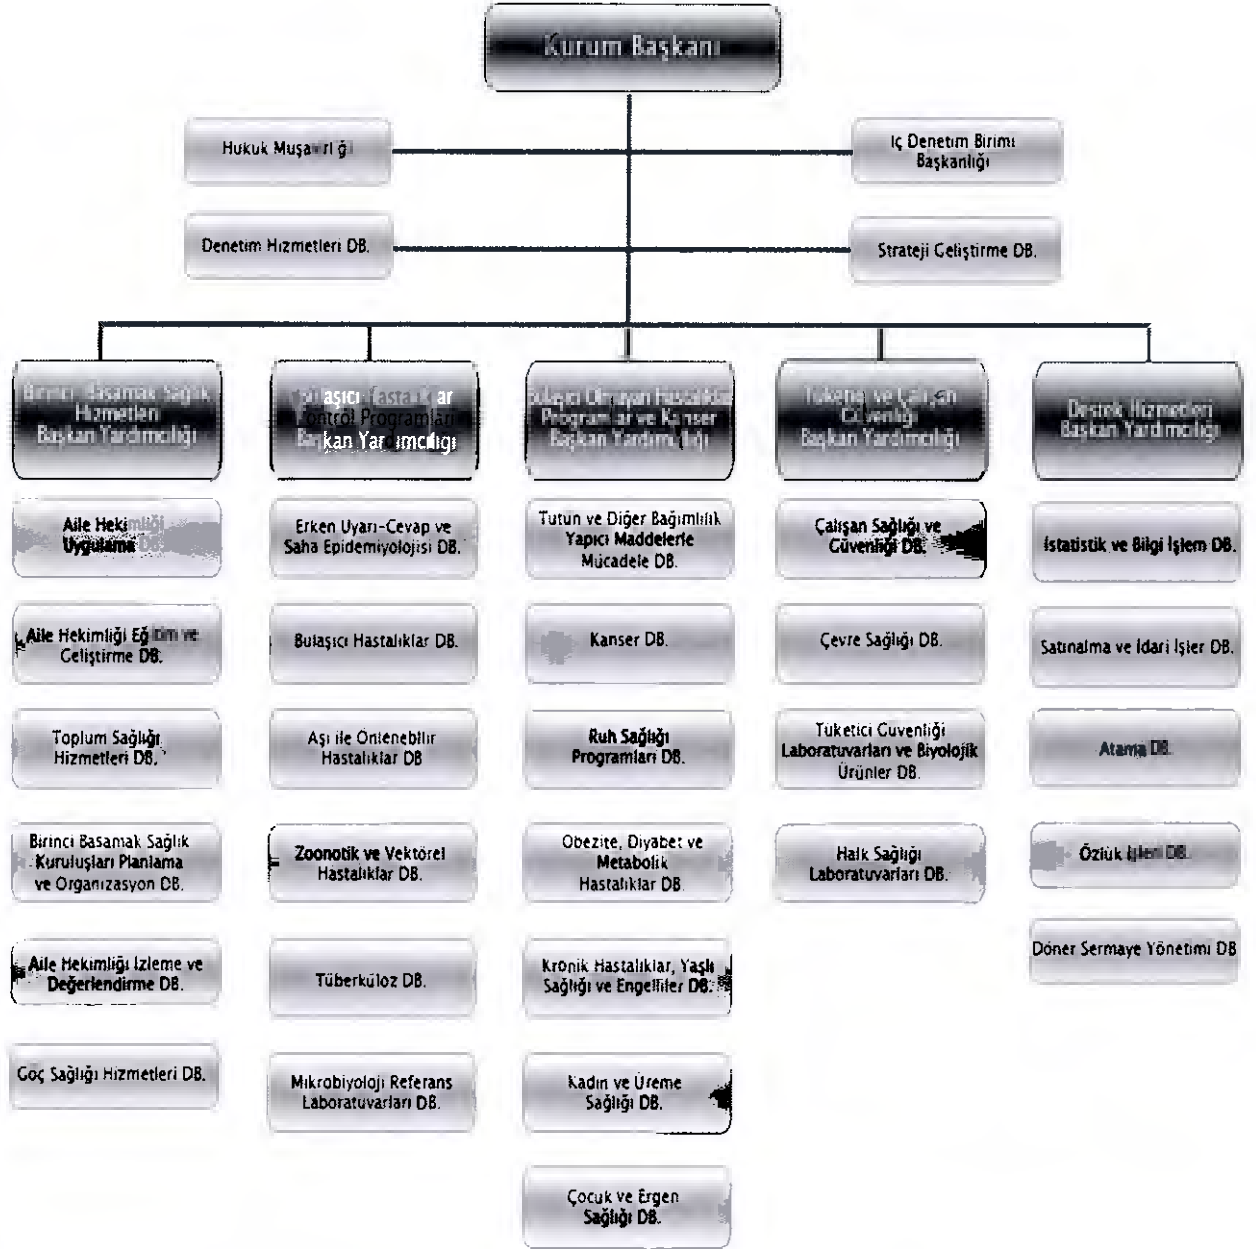 Kurum Başkanı
Hukuk Muşavirliği
İç Denetim Birimi
Başkanlığı
Denetim Hizmetleri DB.
Strateji Geliştirme DB.
Birinci Basamak Sağlık
Hizmetleri
Başkan Yardımcılığı
Bulaşıcı Hastalıklar
Kontrol Programları
Başkan Yardımcılığı
Bulaşıcı Olmayan Hastalıklar
Programlar ve Kanser
Başkan Yardımcılığı
Tüketici ve Çalışan
Güvenliği
Başkan Yardımcılığı
Destek Hizmetleri
Başkan Yardımcılığı
Aile Hekimliği
Uygulama
Aile Hekimliği Eğitim ve
Geliştirme DB.
Toplum Sağlığı
Hizmetleri DB.
Birinci Basamak Sağlık
Kuruluşları Planlama
ve Organizasyon DB.
Aile Hekimliği İzleme ve
Değerlendirme DB.
Göç Sağlığı Hizmetleri DB.
Erken Uyarı-Cevap ve
Saha Epidemiyolojisi DB.
Bulaşıcı Hastalıklar DB.
Aşı ile Önlenebilir
Hastalıklar DB
Zoonotik ve Vektörel
Hastalıklar DB.
Tüberküloz DB.
Mikrobiyoloji Referans
Laboratuvarları DB.
Tütün ve Diğer Bağımlılık
Yapıcı Maddelerle
Mücadele DB.
Kanser DB.
Ruh Sağlığı
Programları DB.
Obezite, Diyabet ve
Metabolik
Hastalıklar DB.
Kronik Hastalıklar, Yaşlı
Sağlığı ve Engelliler DB.
Kadın ve Üreme
Sağlığı DB.
Çocuk ve Ergen
Sağlığı DB.
Çalışan Sağlığı ve
Güvenliği DB.
Çevre Sağlığı DB.
Tüketici Güvenliği
Laboratuvarları ve Biyolojik
Ürünler DB.
Halk Sağlığı
Laboratuvarları DB.
İstatistik ve Bilgi İşlem DB.
Satınalma ve İdari İşler DB.
Atama DB.
Özlük İşleri DB.
Döner Sermaye Yönetimi DB